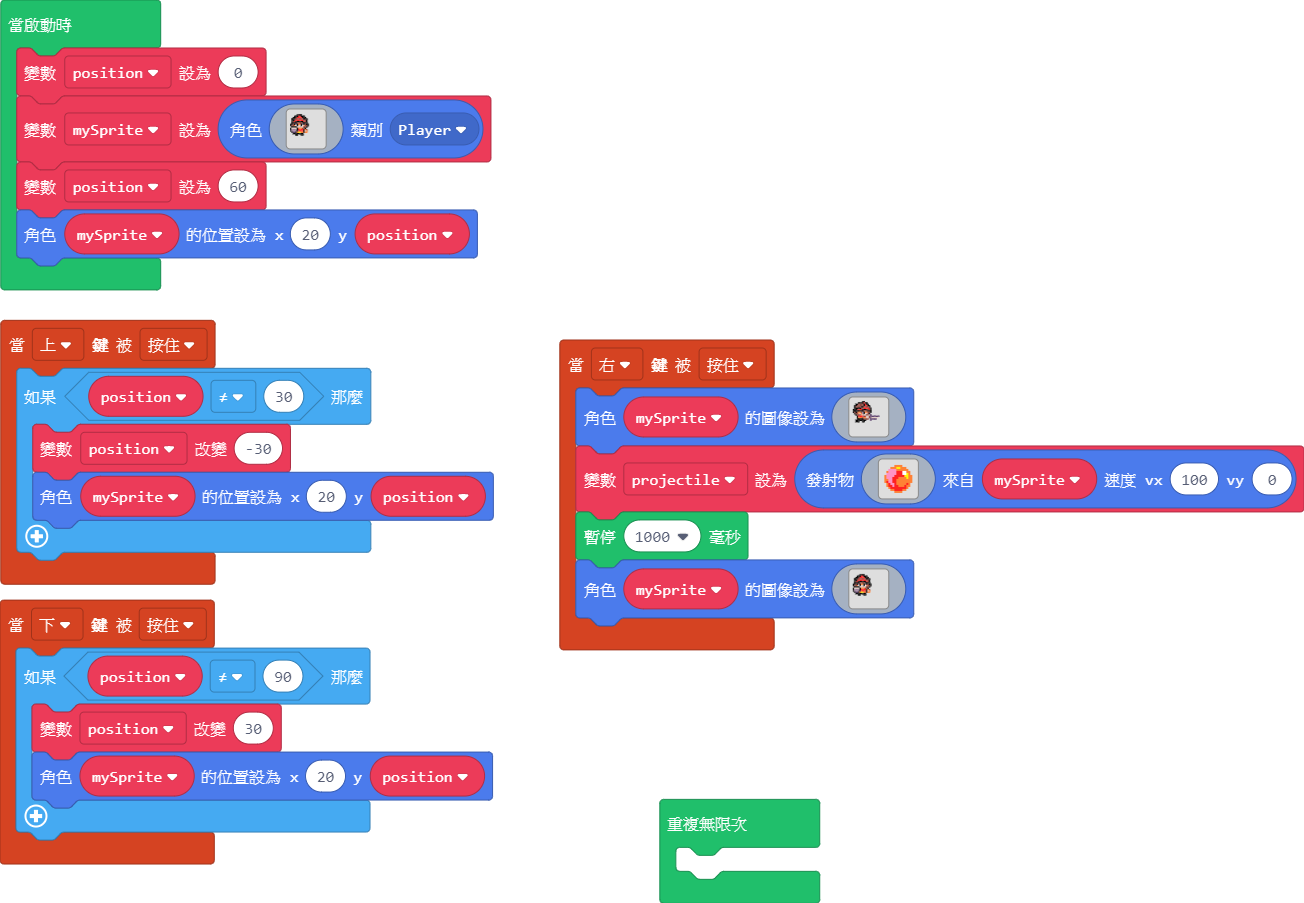 當啟動時
變數 position 設為 0
變數 mySprite 設為 角色 類別 Player
變數 position 設為 60
角色 mySprite 的位置設為 x 20 y position
當 上 鍵 被 按住
如果 position ≠ 30 那麼
變數 position 改變 -30
角色 mySprite 的位置設為 x 20 y position
當 下 鍵 被 按住
如果 position ≠ 90 那麼
變數 position 改變 30
角色 mySprite 的位置設為 x 20 y position
當 右 鍵 被 按住
角色 mySprite 的圖像設為
變數 projectile 設為 發射物 來自 mySprite 速度 vx 100 vy 0
暫停 1000 毫秒
角色 mySprite 的圖像設為
重複無限次